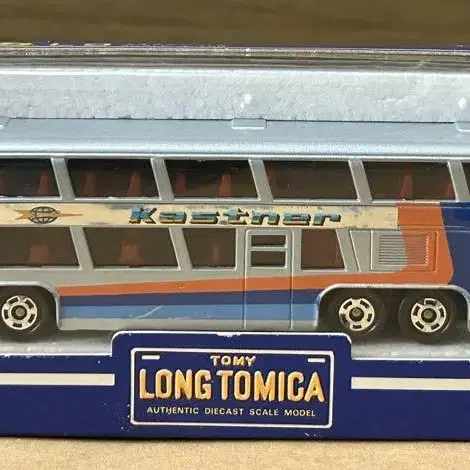 Kastner
TOMY
LONG TOMICA
AUTHENTIC DIECAST SCALE MODEL